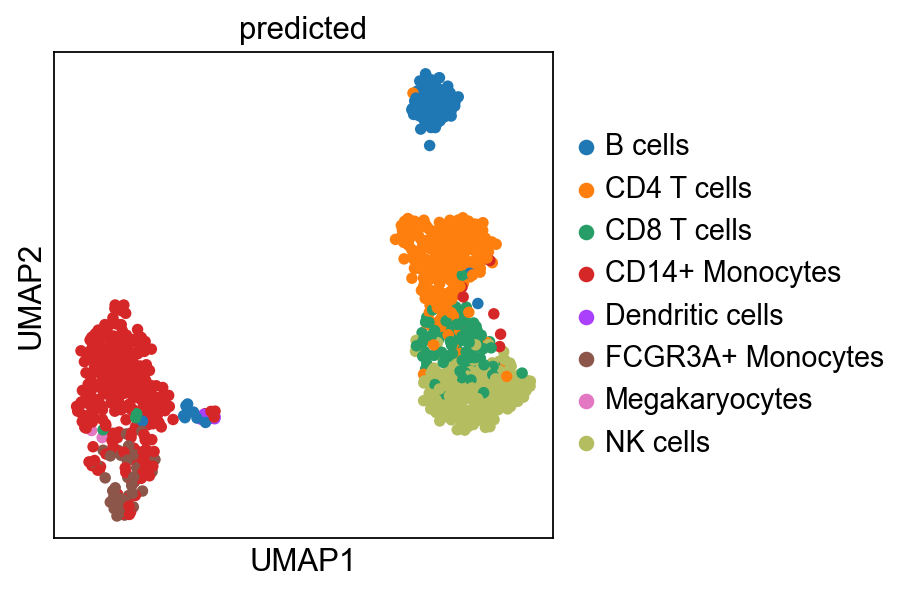 predicted
UMAP2
UMAP1
B cells
CD4 T cells
CD8 T cells
CD14+ Monocytes
Dendritic cells
FCGR3A+ Monocytes
Megakaryocytes
NK cells